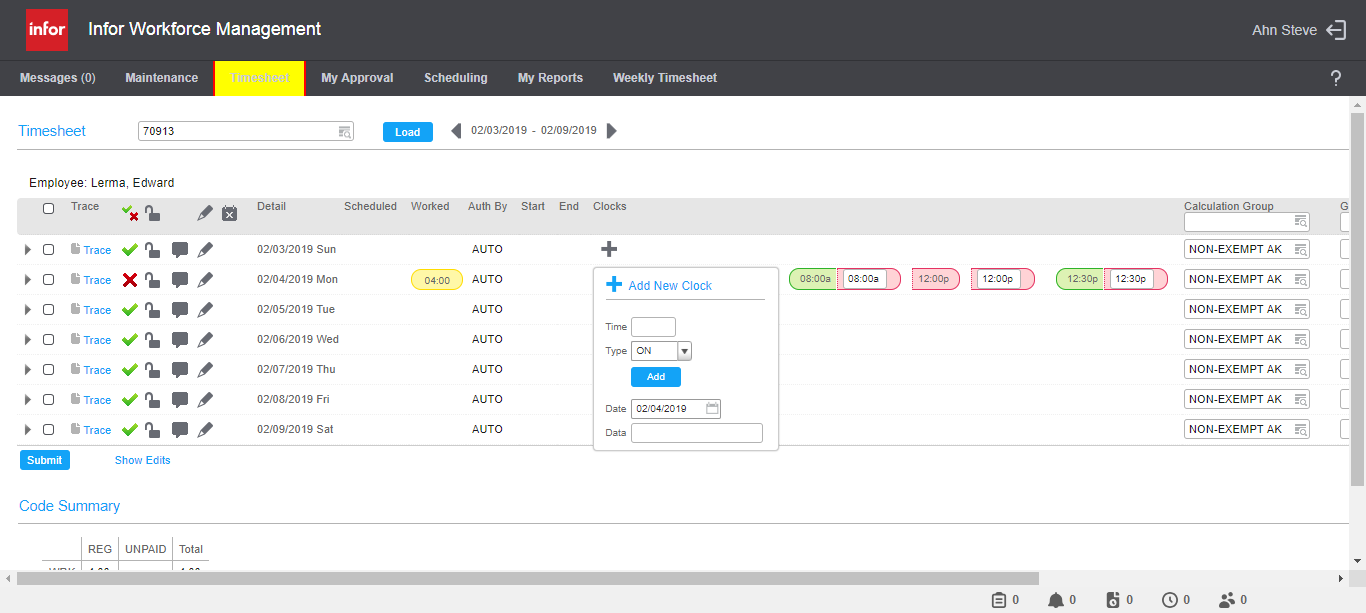 infor Infor Workforce Management Ahn Steve
Messages (0) Maintenance Timesheet My Approval Scheduling My Reports Weekly Timesheet ?
Timesheet 70913 Load 02/03/2019 - 02/09/2019
Employee: Lerma, Edward
Trace Detail Scheduled Worked Auth By Start End Clocks Calculation Group G
Trace 02/03/2019 Sun AUTO NON-EXEMPT AK
Trace 02/04/2019 Mon 04:00 AUTO 08:00a 08:00a 12:00p 12:00p 12:30p 12:30p NON-EXEMPT AK
Add New Clock
Trace 02/05/2019 Tue AUTO NON-EXEMPT AK
Time
Trace 02/06/2019 Wed AUTO NON-EXEMPT AK
Type ON
Trace 02/07/2019 Thu AUTO NON-EXEMPT AK
Add
Trace 02/08/2019 Fri AUTO NON-EXEMPT AK
Date 02/04/2019
Trace 02/09/2019 Sat AUTO NON-EXEMPT AK
Data
Submit Show Edits
Code Summary
REG UNPAID Total
0 0 0 0 0